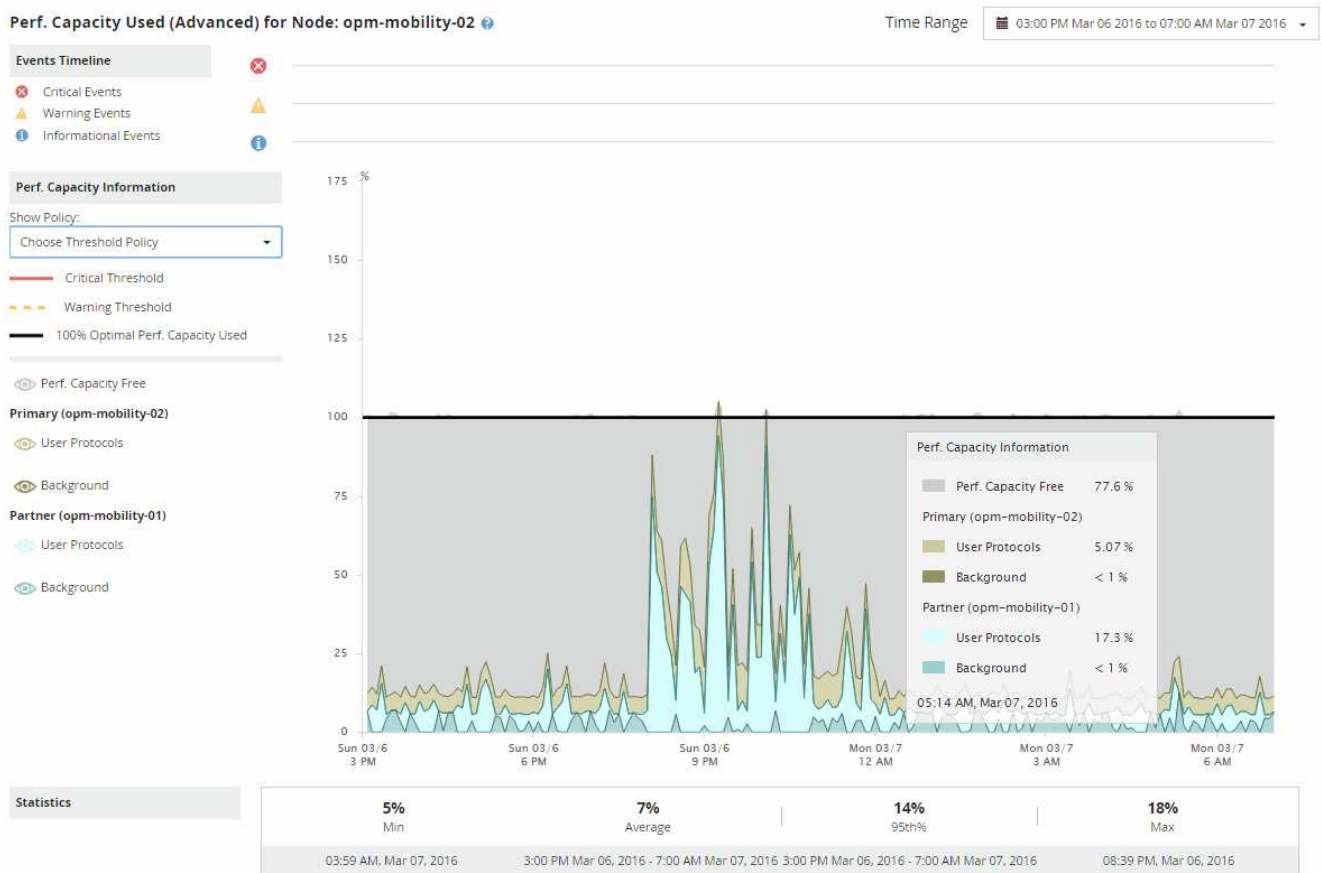 Perf. Capacity Used (Advanced) for Node: opm-mobility-02 ?
Time Range 03:00 PM Mar 06 2016 to 07:00 AM Mar 07 2016
Events Timeline
Critical Events
Warning Events
Informational Events
Perf. Capacity Information
Show Policy:
Choose Threshold Policy
Critical Threshold
Warning Threshold
100% Optimal Perf. Capacity Used
Perf. Capacity Free
Primary (opm-mobility-02)
User Protocols
Background
Partner (opm-mobility-01)
User Protocols
Background
175 %
150
125
100
75
50
25
0
Sun 03/6 Sun 03/6 Sun 03/6 Mon 03/7 Mon 03/7 Mon 03/7
3 PM 6 PM 9 PM 12 AM 3 AM 6 AM
Perf. Capacity Information
Perf. Capacity Free 77.6 %
Primary (opm-mobility-02)
User Protocols 5.07 %
Background < 1 %
Partner (opm-mobility-01)
User Protocols 17.3 %
Background < 1 %
05:14 AM, Mar 07, 2016
Statistics
5% 7% 14% 18%
Min Average 95th% Max
03:59 AM, Mar 07, 2016 3:00 PM Mar 06, 2016 - 7:00 AM Mar 07, 2016 3:00 PM Mar 06, 2016 - 7:00 AM Mar 07, 2016 08:39 PM, Mar 06, 2016